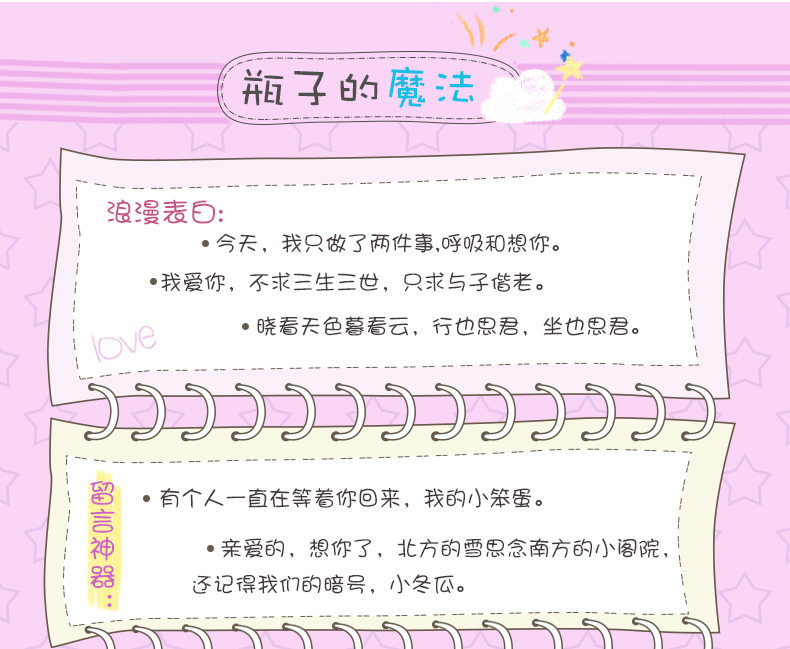 瓶子的魔法
浪漫表白:
•今天，我只做了两件事,呼吸和想你。
•我爱你，不求三生三世，只求与子偕老。
•晓看天色暮看云，行也思君，坐也思君。
love
留言神器:
•有个人一直在等着你回来，我的小笨蛋。
•亲爱的，想你了，北方的雪思念南方的小阁院，
还记得我们的暗号，小冬瓜。